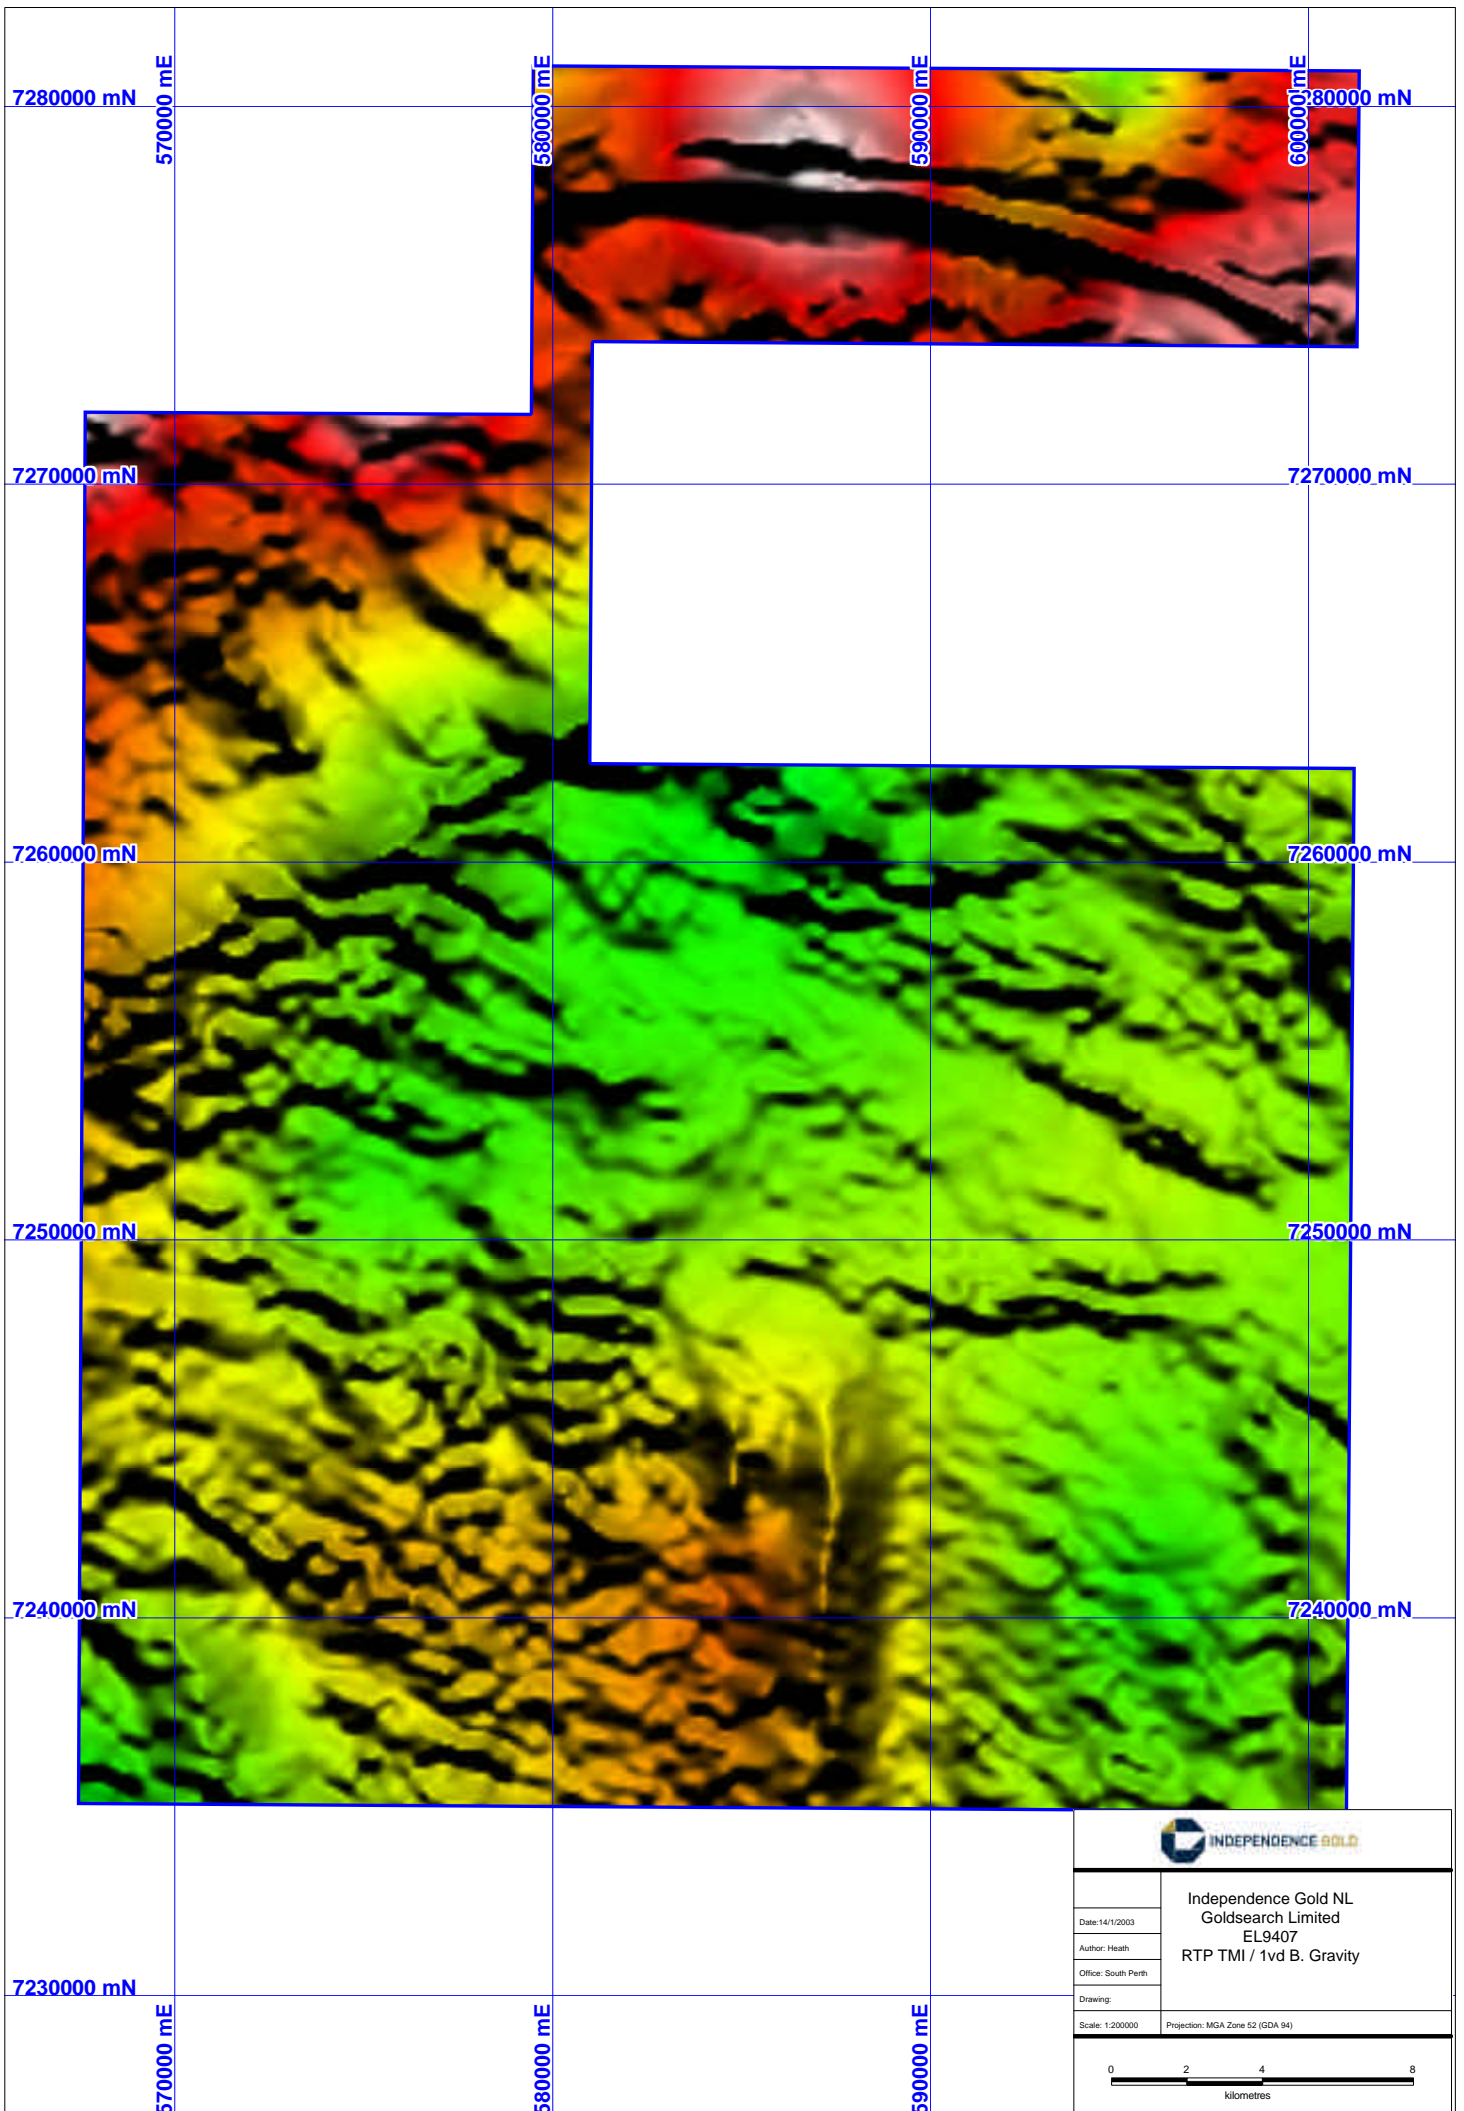 570000 mE
580000 mE
590000 mE
600000 mE
7280000 mN
280000 mN
7270000 mN
7270000 mN
7260000 mN
7260000 mN
7250000 mN
7250000 mN
7240000 mN
7240000 mN
7230000 mN
570000 mE
580000 mE
590000 mE
INDEPENDENCE GOLD
Independence Gold NL
Goldsearch Limited
EL9407
RTP TMI / 1vd B. Gravity
Date:14/1/2003
Author: Heath
Office: South Perth
Drawing:
Scale: 1:200000
Projection: MGA Zone 52 (GDA 94)
0 2 4 8
kilometres